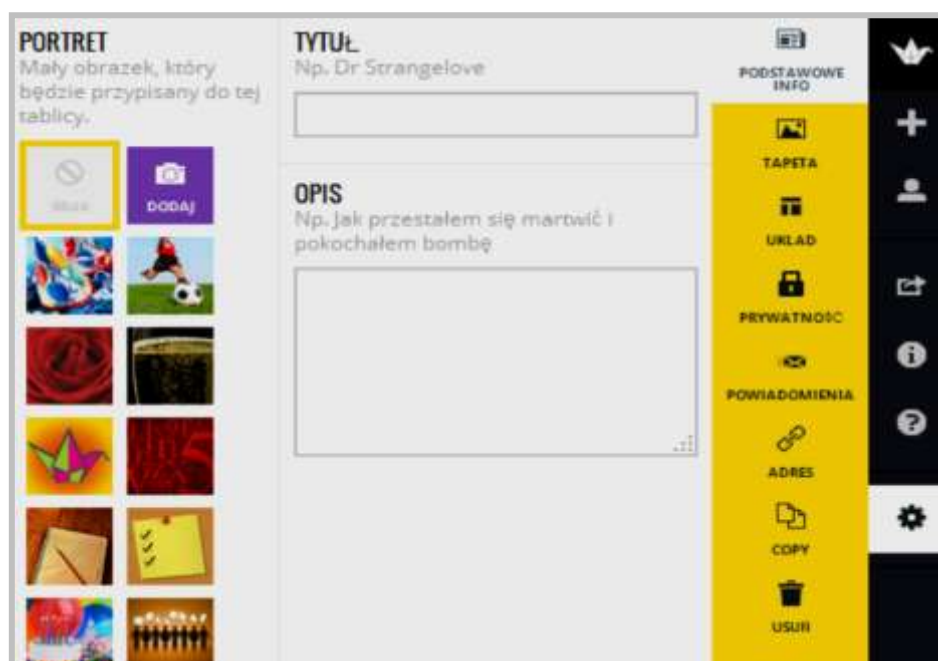 PORTRET
Mały obrazek, który
będzie przypisany do tej
tablicy.
DODAJ
TYTUŁ
Np. Dr Strangelove
OPIS
Np. Jak przestałem się martwić i
pokochałem bombę
PODSTAWOWE
INFO
TAPETA
UKŁAD
PRYWATNOŚĆ
POWIADOMIENIA
ADRES
COPY
USUŃ